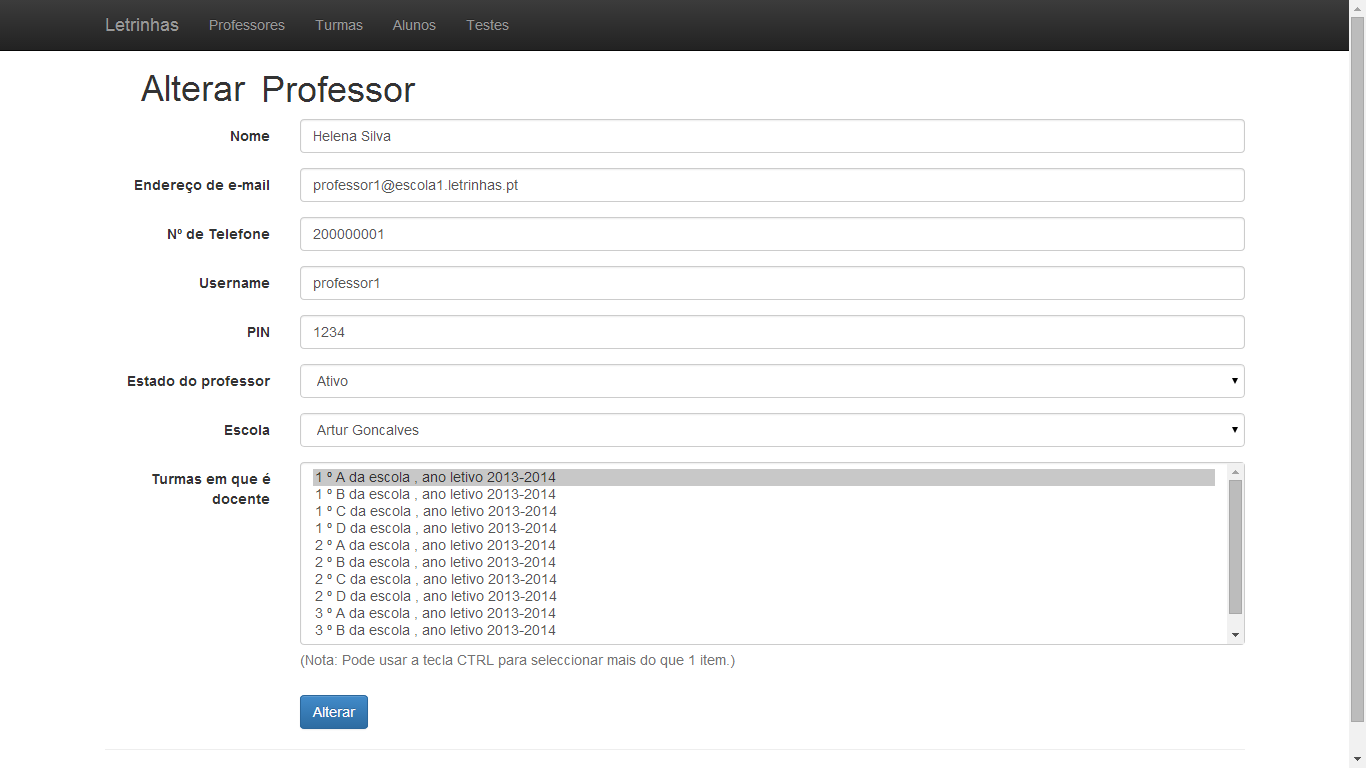 Letrinhas Professores Turmas Alunos Testes
Alterar Professor
Nome Helena Silva
Endereço de e-mail professor1@escola1.letrinhas.pt
Nº de Telefone 200000001
Username professor1
PIN 1234
Estado do professor Ativo
Escola Artur Goncalves
Turmas em que é
docente
1 º A da escola , ano letivo 2013-2014
1 º B da escola , ano letivo 2013-2014
1 º C da escola , ano letivo 2013-2014
1 º D da escola , ano letivo 2013-2014
2 º A da escola , ano letivo 2013-2014
2 º B da escola , ano letivo 2013-2014
2 º C da escola , ano letivo 2013-2014
2 º D da escola , ano letivo 2013-2014
3 º A da escola , ano letivo 2013-2014
3 º B da escola , ano letivo 2013-2014
(Nota: Pode usar a tecla CTRL para seleccionar mais do que 1 item.)
Alterar